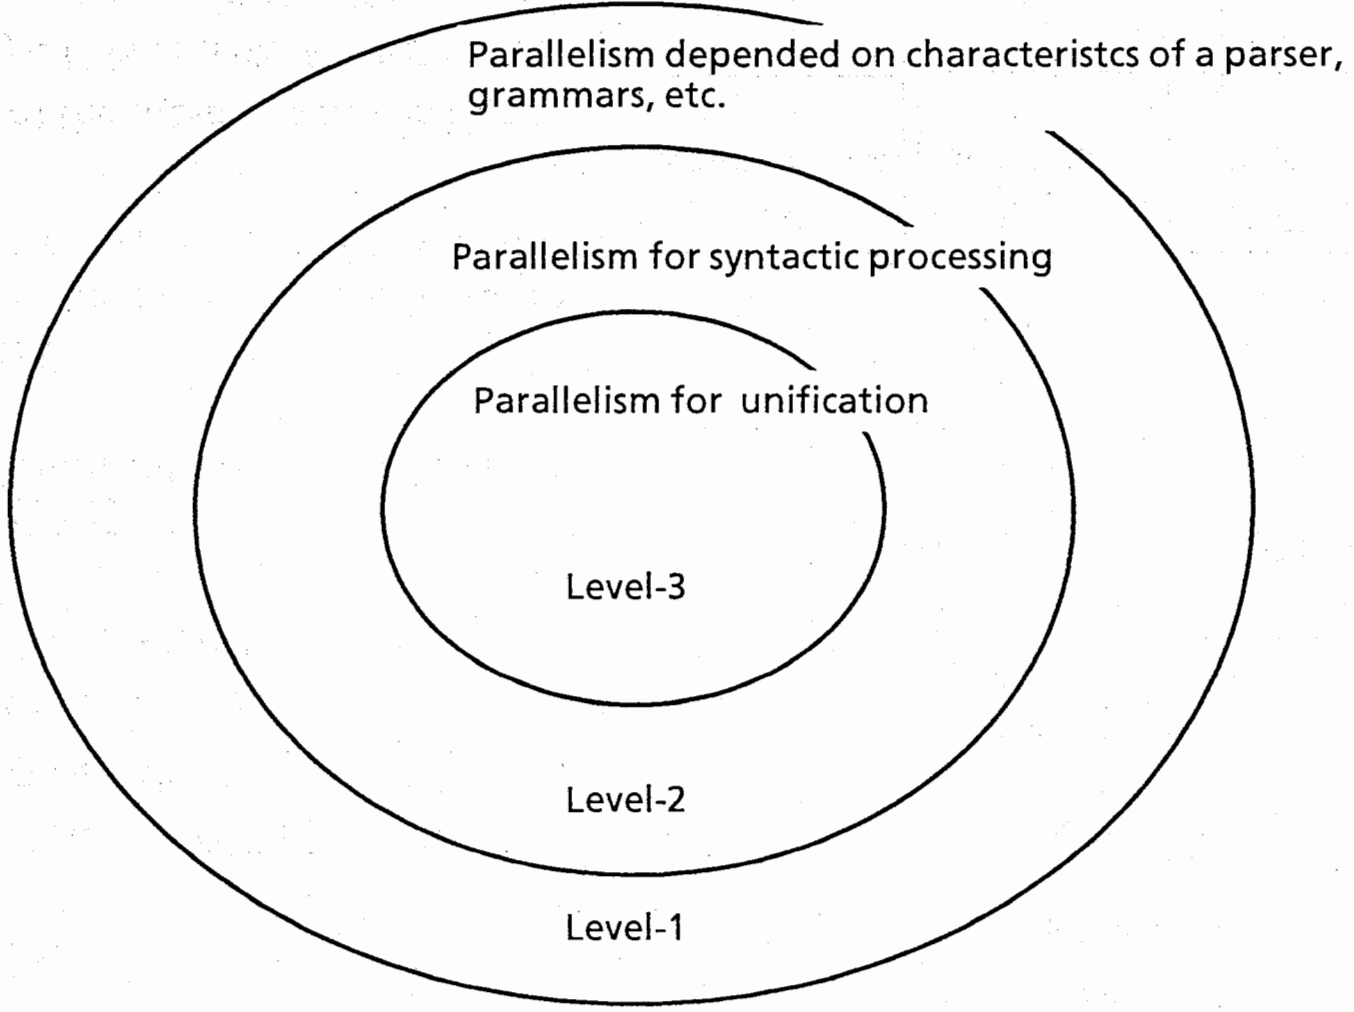 Parallelism depended on characteristcs of a parser,
grammars, etc.
Parallelism for syntactic processing
Parallelism for unification
Level-3
Level-2
Level-1